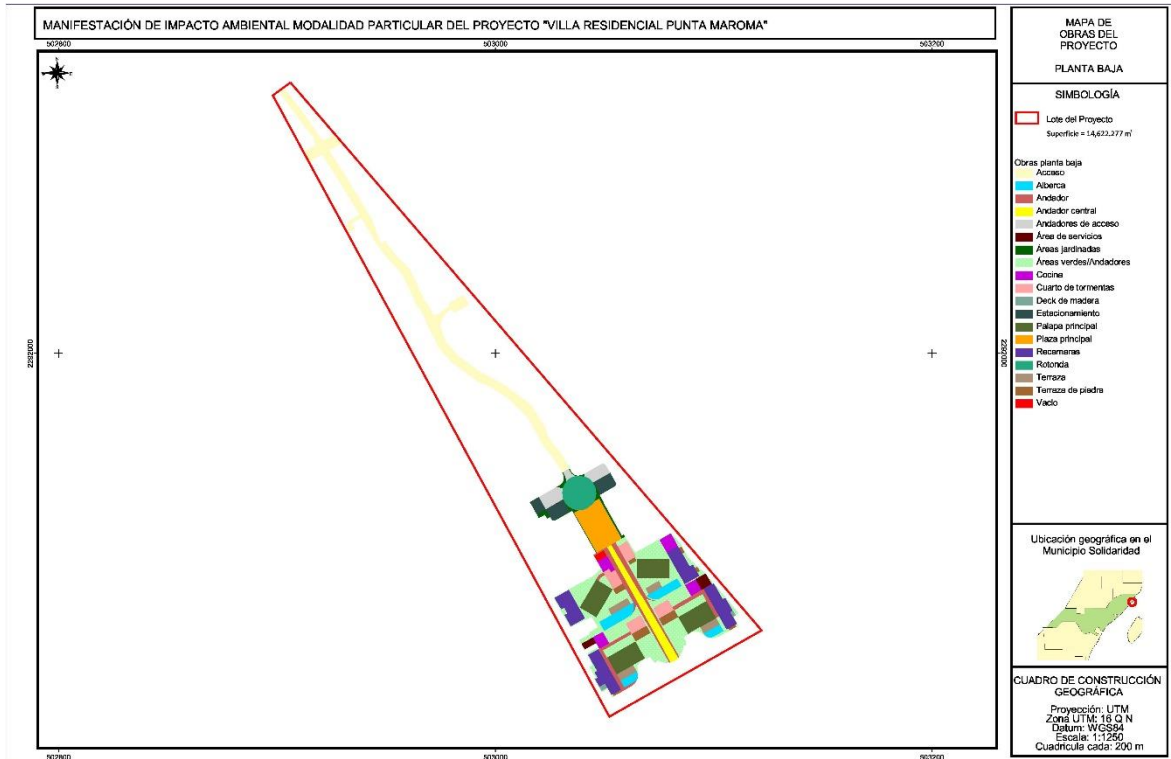 MANIFESTACIÓN DE IMPACTO AMBIENTAL MODALIDAD PARTICULAR DEL PROYECTO "VILLA RESIDENCIAL PUNTA MAROMA"
502800
503000
503200
2282000
2282000
502800
503000
503200
MAPA DE
OBRAS DEL
PROYECTO
PLANTA BAJA
SIMBOLOGÍA
Lote del Proyecto
Superficie = 14,622.277 m²
Obras planta baja
Acceso
Alberca
Andador
Andador central
Andadores de acceso
Área de servicios
Áreas jardinadas
Áreas verdes/Andadores
Cocina
Cuarto de tormentas
Deck de madera
Estacionamiento
Palapa principal
Plaza principal
Recamaras
Rotonda
Terraza
Terraza de piedra
Vacío
Ubicación geográfica en el
Municipio Solidaridad
CUADRO DE CONSTRUCCIÓN
GEOGRÁFICA
Proyección: UTM
Zona UTM: 16 Q N
Datum: WGS84
Escala: 1:1250
Cuadrícula cada: 200 m